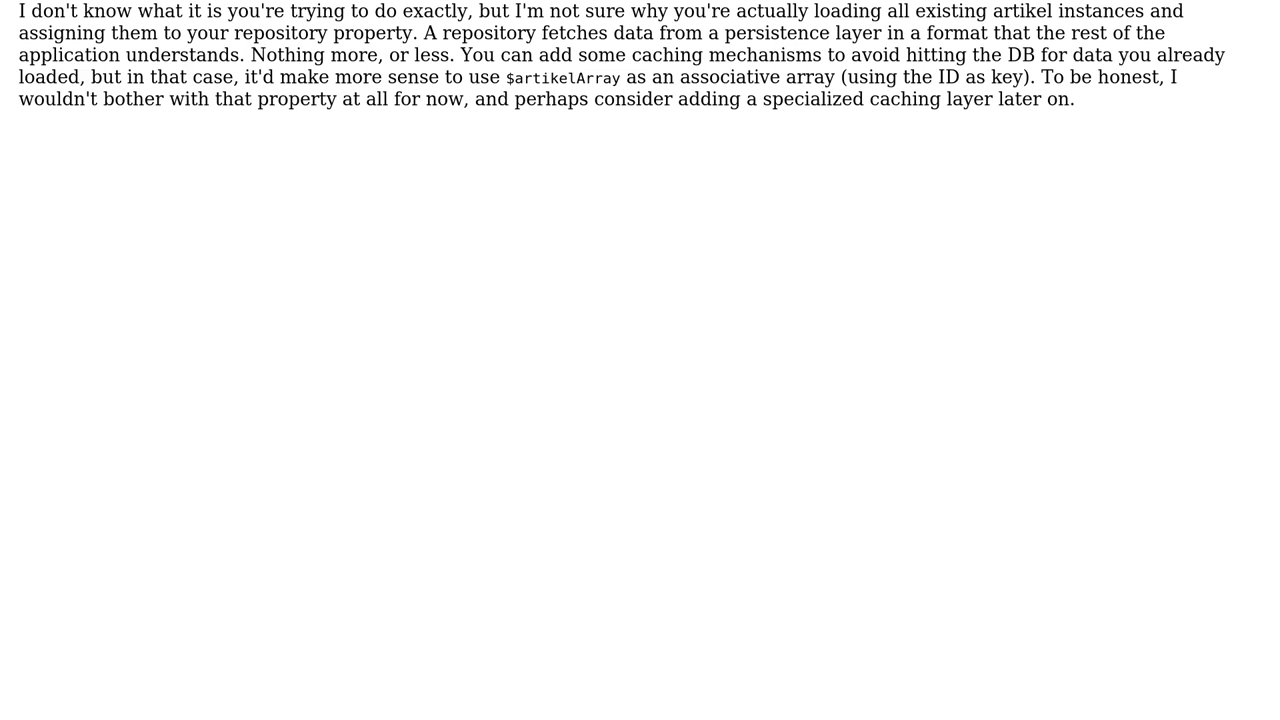 I don't know what it is you're trying to do exactly, but I'm not sure why you're actually loading all existing artikel instances and
assigning them to your repository property. A repository fetches data from a persistence layer in a format that the rest of the
application understands. Nothing more, or less. You can add some caching mechanisms to avoid hitting the DB for data you already
loaded, but in that case, it'd make more sense to use $artikelArray as an associative array (using the ID as key). To be honest, I
wouldn't bother with that property at all for now, and perhaps consider adding a specialized caching layer later on.